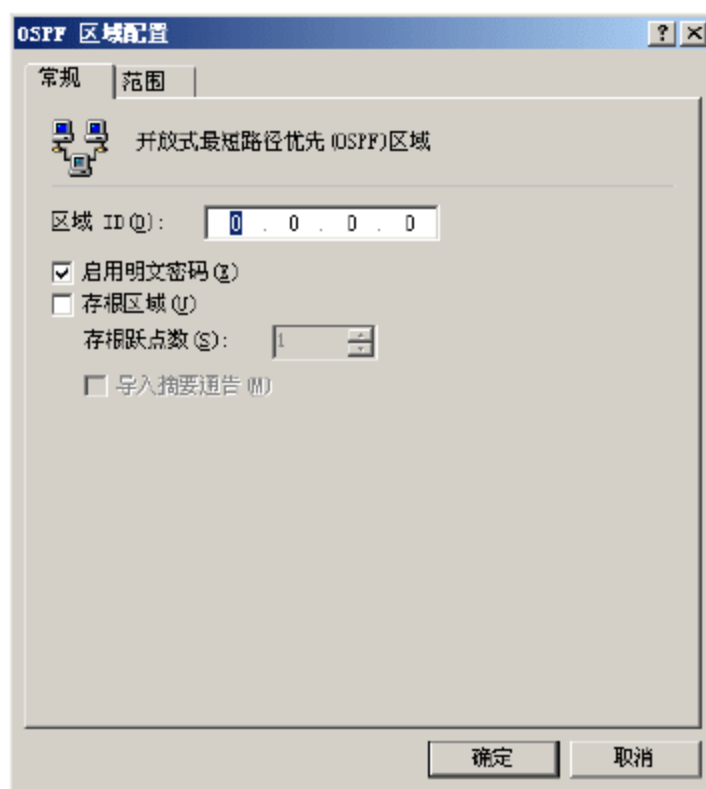 OSPF 区域配置
常规 范围
开放式最短路径优先 (OSPF)区域
区域 ID(D): 0 . 0 . 0 . 0
启用明文密码(X)
存根区域(U)
存根跃点数(S): 1
导入摘要通告(M)
确定 取消